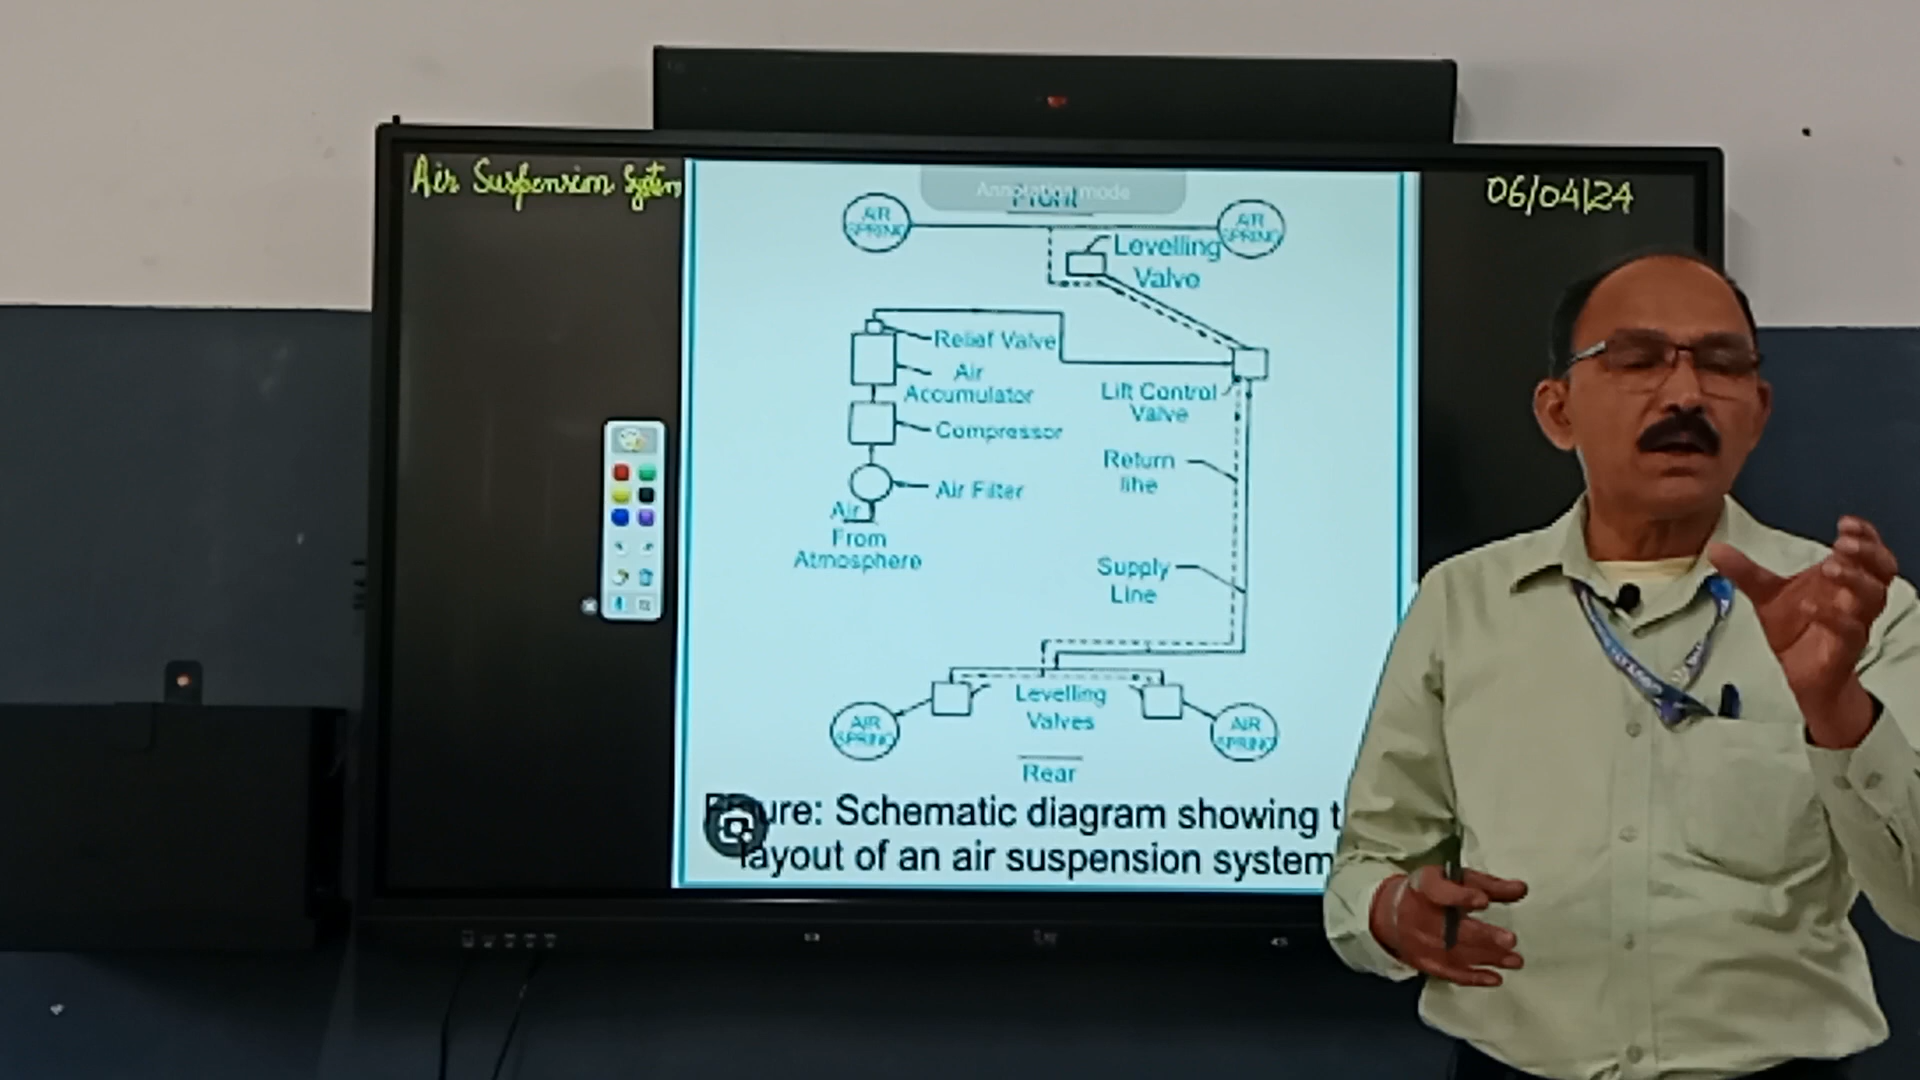 Air Suspension System
06/04/24
Annotation mode
Front
AIR
SPRING
AIR
SPRING
Levelling
Valve
Relief Valve
Air
Accumulator
Lift Control
Valve
Compressor
Return
line
Air Filter
Air
From
Atmosphere
Supply
Line
Levelling
Valves
AIR
SPRING
AIR
SPRING
Rear
Figure: Schematic diagram showing t
layout of an air suspension system